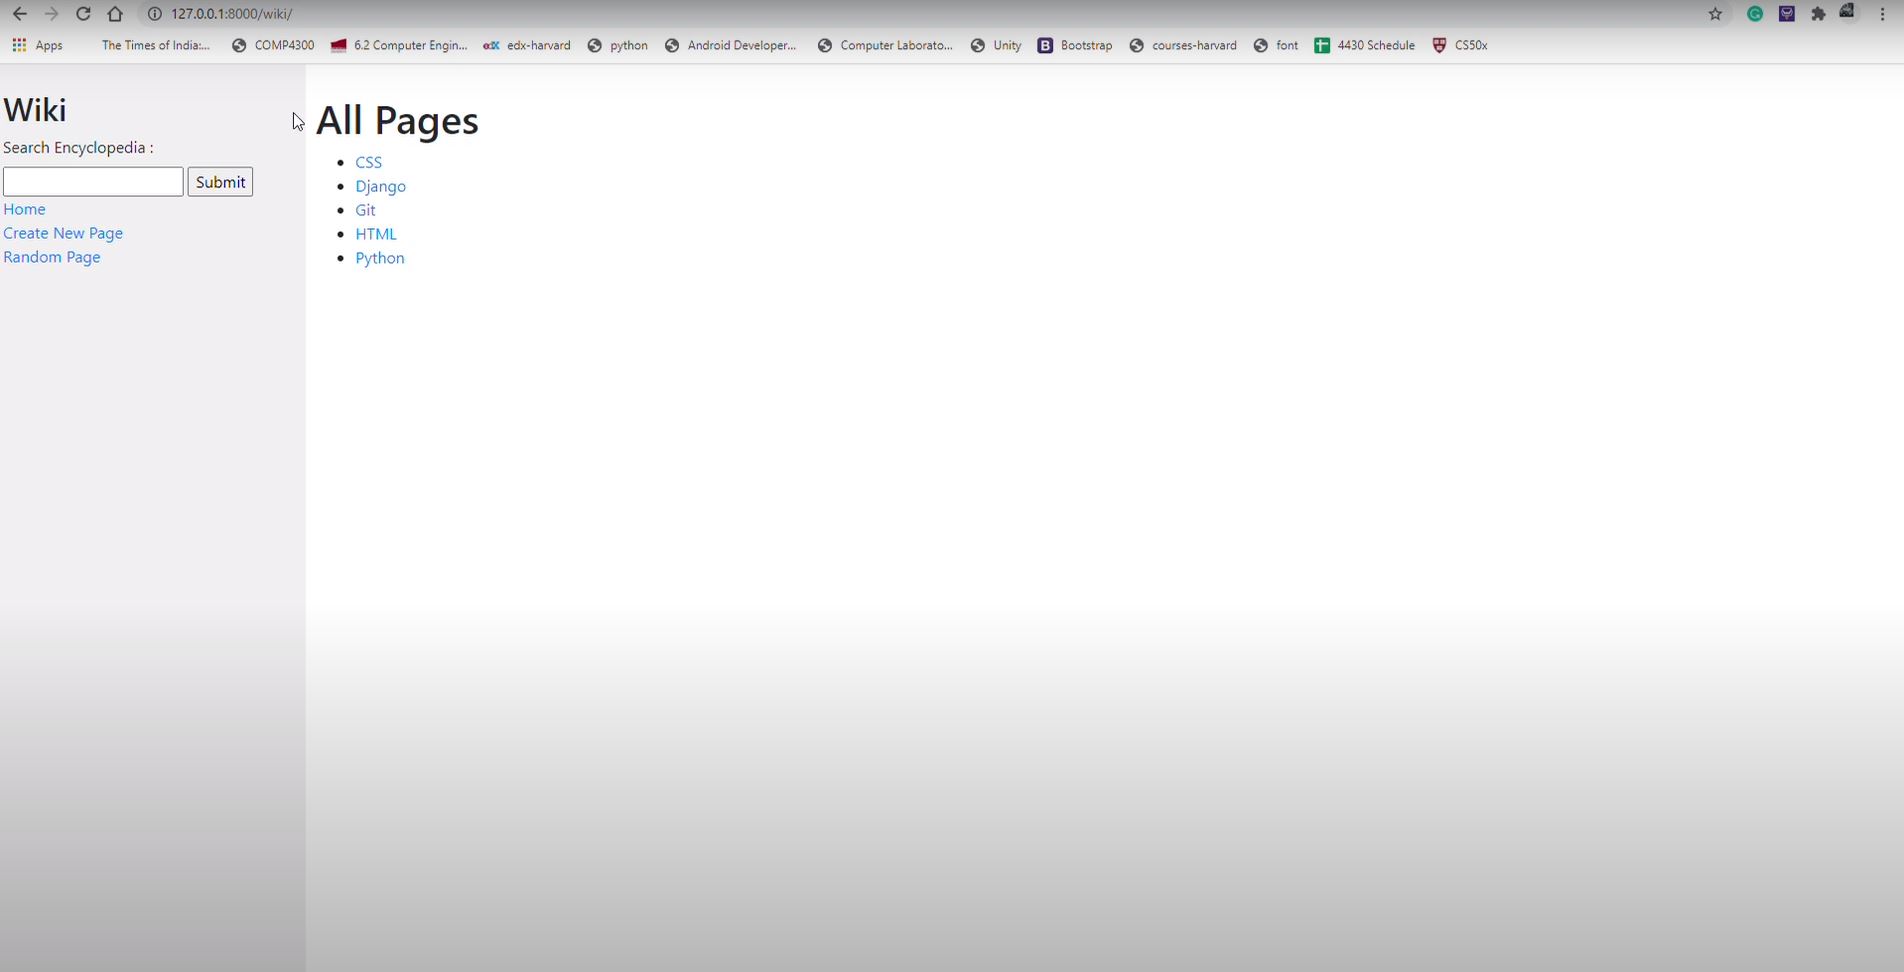 127.0.0.1:8000/wiki/
Apps The Times of India:... COMP4300 6.2 Computer Engin... edX edx-harvard python Android Developer... Computer Laborato... Unity B Bootstrap courses-harvard font 4430 Schedule CS50x
Wiki
Search Encyclopedia :
Submit
Home
Create New Page
Random Page
All Pages
• CSS
• Django
• Git
• HTML
• Python